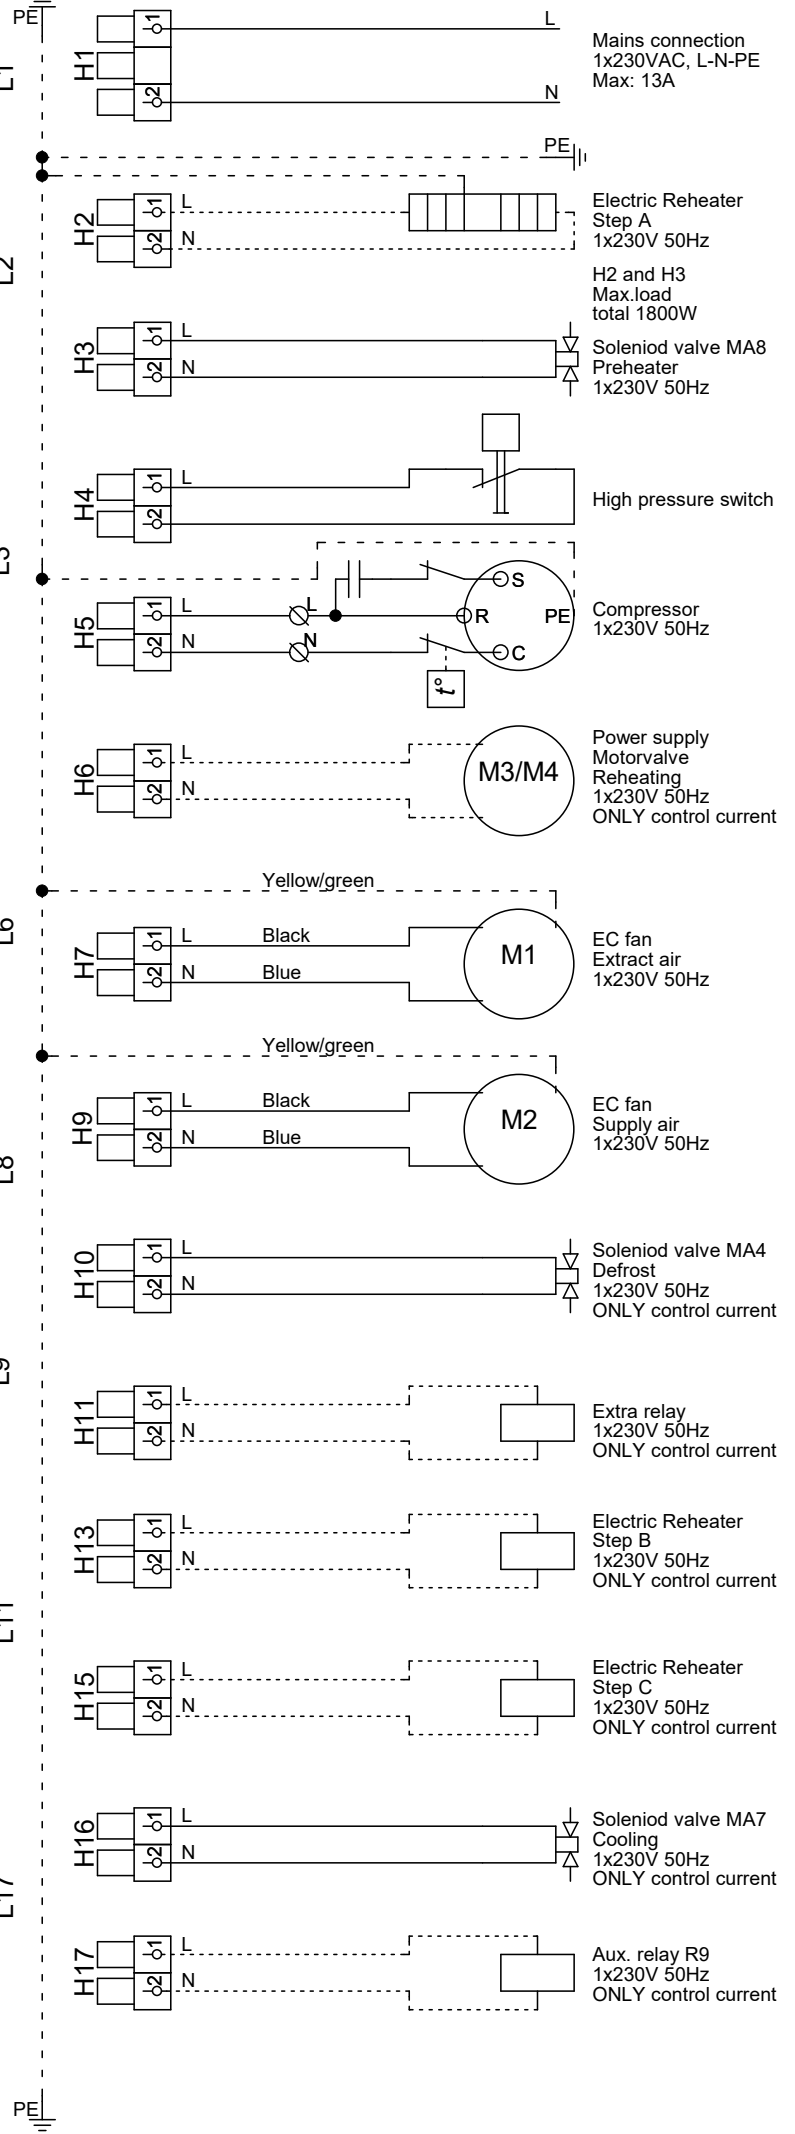 PE
L1
H1
1
2
L
N
Mains connection
1x230VAC, L-N-PE
Max: 13A
PE
L2
H2
1
2
L
N
Electric Reheater
Step A
1x230V 50Hz
H2 and H3
Max.load
total 1800W
H3
1
2
L
N
Soleniod valve MA8
Preheater
1x230V 50Hz
H4
1
2
L
High pressure switch
L3
H5
1
2
L
N
L
N
S
R
PE
C
t°
Compressor
1x230V 50Hz
H6
1
2
L
N
M3/M4
Power supply
Motorvalve
Reheating
1x230V 50Hz
ONLY control current
L6
Yellow/green
H7
1
2
L
Black
N
Blue
M1
EC fan
Extract air
1x230V 50Hz
Yellow/green
L8
H9
1
2
L
Black
N
Blue
M2
EC fan
Supply air
1x230V 50Hz
H10
1
2
L
N
Soleniod valve MA4
Defrost
1x230V 50Hz
ONLY control current
L9
H11
1
2
L
N
Extra relay
1x230V 50Hz
ONLY control current
H13
1
2
L
N
Electric Reheater
Step B
1x230V 50Hz
ONLY control current
L11
H15
1
2
L
N
Electric Reheater
Step C
1x230V 50Hz
ONLY control current
H16
1
2
L
N
Soleniod valve MA7
Cooling
1x230V 50Hz
ONLY control current
L17
H17
1
2
L
N
Aux. relay R9
1x230V 50Hz
ONLY control current
PE